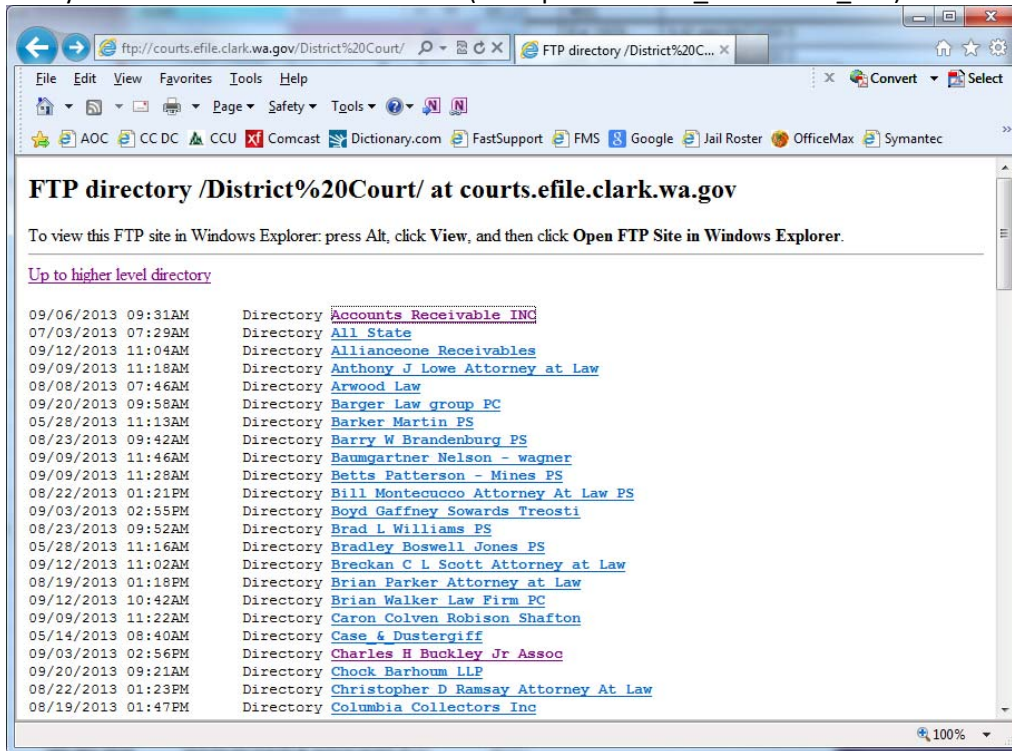 ftp://courts.efile.clark.wa.gov/District%20Court/ FTP directory /District%20C...
File Edit View Favorites Tools Help x Convert Select
Page Safety Tools
AOC CC DC CCU Xf Comcast Dictionary.com FastSupport FMS Google Jail Roster OfficeMax Symantec »
FTP directory /District%20Court/ at courts.efile.clark.wa.gov
To view this FTP site in Windows Explorer: press Alt, click View, and then click Open FTP Site in Windows Explorer.
Up to higher level directory
09/06/2013 09:31AM Directory Accounts Receivable INC
07/03/2013 07:29AM Directory All State
09/12/2013 11:04AM Directory Allianceone Receivables
09/09/2013 11:18AM Directory Anthony J Lowe Attorney at Law
08/08/2013 07:46AM Directory Arwood Law
09/20/2013 09:58AM Directory Barger Law group PC
05/28/2013 11:13AM Directory Barker Martin PS
08/23/2013 09:42AM Directory Barry W Brandenburg PS
09/09/2013 11:46AM Directory Baumgartner Nelson - wagner
09/09/2013 11:28AM Directory Betts Patterson - Mines PS
08/22/2013 01:21PM Directory Bill Montecucco Attorney At Law PS
09/03/2013 02:55PM Directory Boyd Gaffney Sowards Treosti
08/23/2013 09:52AM Directory Brad L Williams PS
05/28/2013 11:16AM Directory Bradley Boswell Jones PS
09/12/2013 11:02AM Directory Breckan C L Scott Attorney at Law
08/19/2013 01:18PM Directory Brian Parker Attorney at Law
09/12/2013 10:42AM Directory Brian Walker Law Firm PC
09/09/2013 11:22AM Directory Caron Colven Robison Shafton
05/14/2013 08:40AM Directory Case_&_Dustergiff
09/03/2013 02:56PM Directory Charles H Buckley Jr Assoc
09/20/2013 09:21AM Directory Chock Barhoum LLP
08/22/2013 01:23PM Directory Christopher D Ramsay Attorney At Law
08/19/2013 01:47PM Directory Columbia Collectors Inc
100%